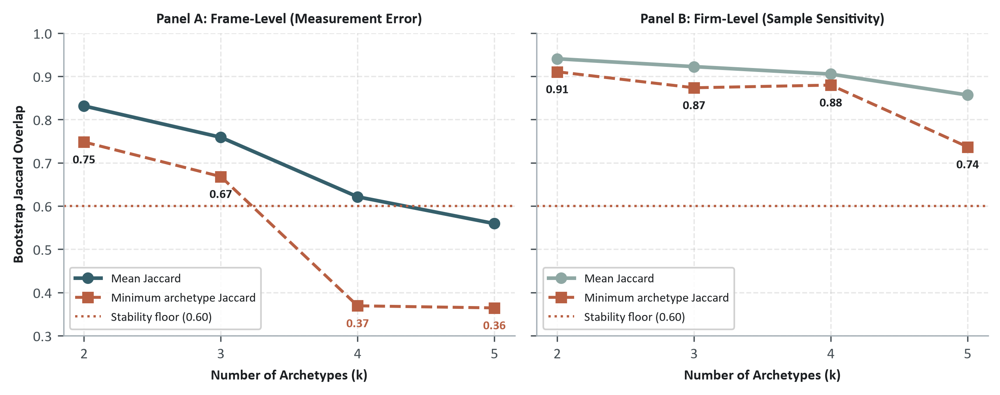 Panel A: Frame-Level (Measurement Error)
Bootstrap Jaccard Overlap
1.0
0.9
0.8
0.7
0.6
0.5
0.4
0.3
0.75
0.67
0.37
0.36
Mean Jaccard
Minimum archetype Jaccard
Stability floor (0.60)
2 3 4 5
Number of Archetypes (k)
Panel B: Firm-Level (Sample Sensitivity)
0.91
0.87
0.88
0.74
Mean Jaccard
Minimum archetype Jaccard
Stability floor (0.60)
2 3 4 5
Number of Archetypes (k)